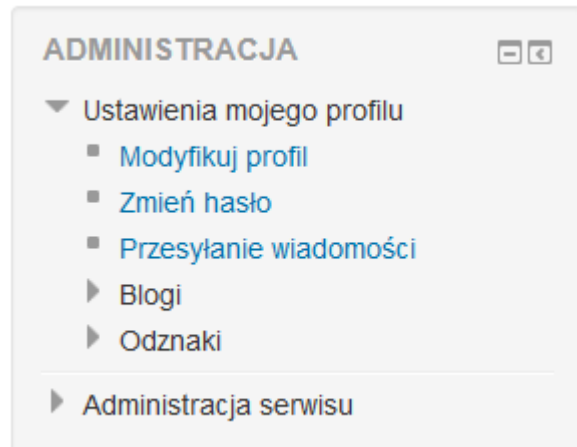 ADMINISTRACJA
Ustawienia mojego profilu
Modyfikuj profil
Zmień hasło
Przesyłanie wiadomości
Blogi
Odznaki
Administracja serwisu